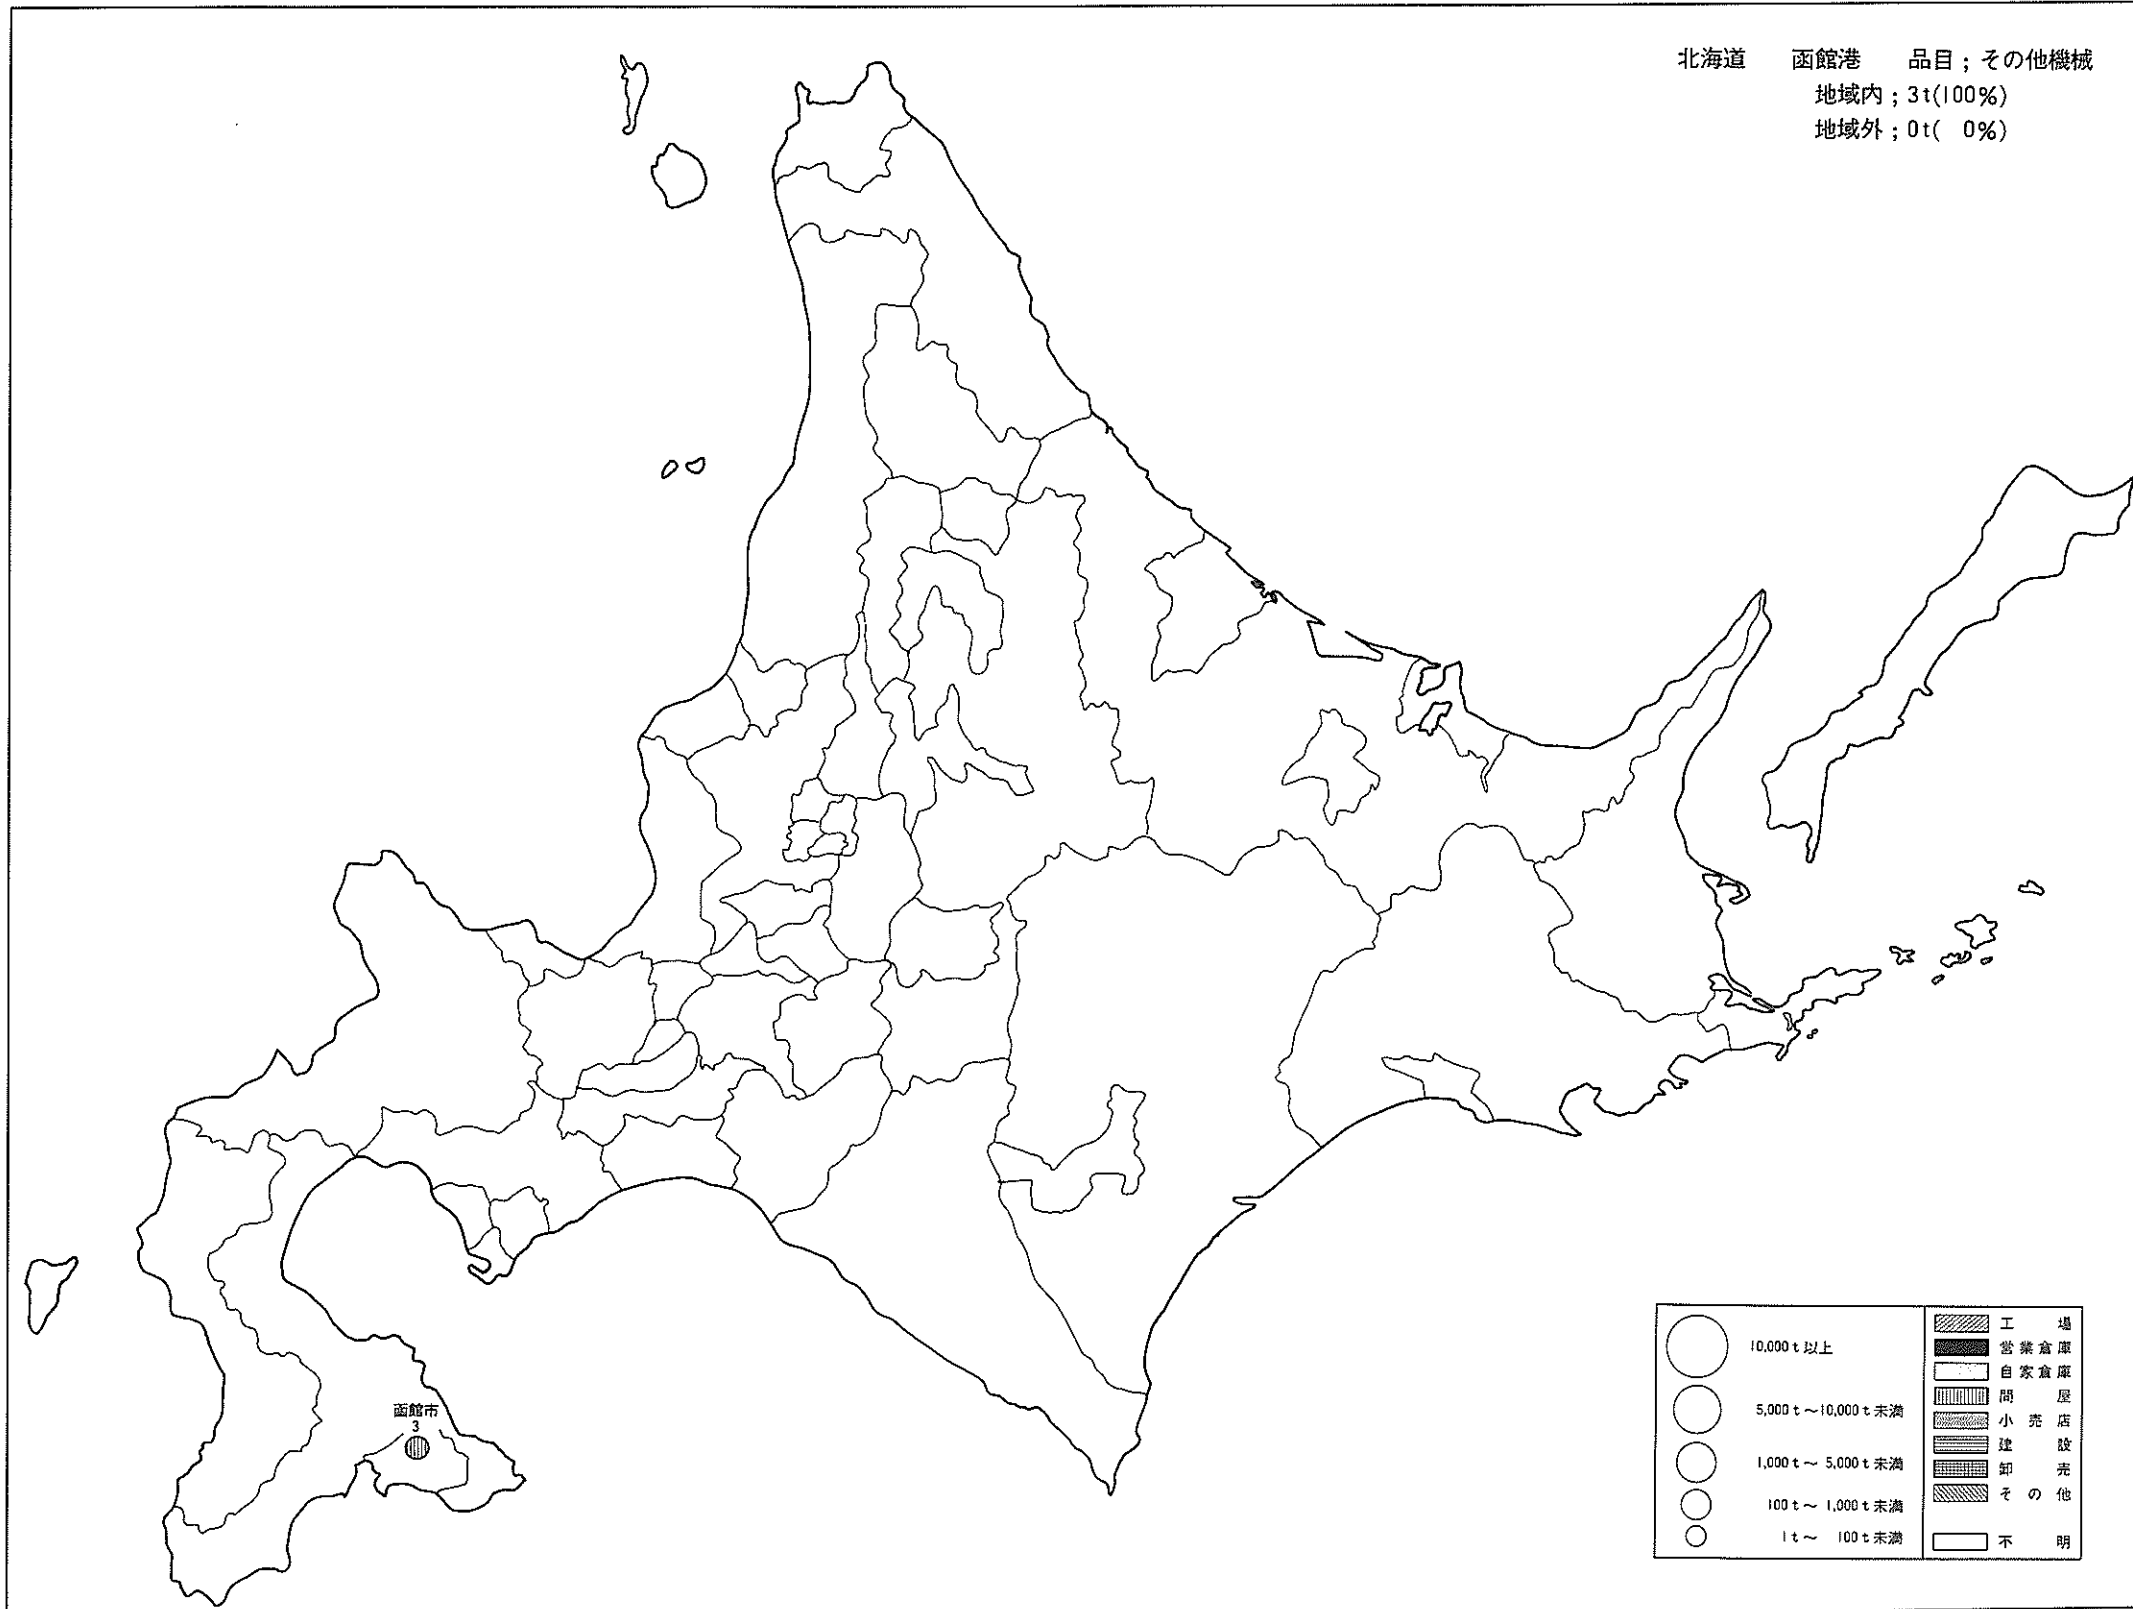 北海道 函館港 品目;その他機械
地域内;3t(100%)
地域外;0t( 0%)
函館市
3
10,000t以上
5,000t~10,000t未満
1,000t~ 5,000t未満
100t~ 1,000t未満
1t~ 100t未満
工場
営業倉庫
自家倉庫
問屋
小売店
建設
卸売
その他
不明